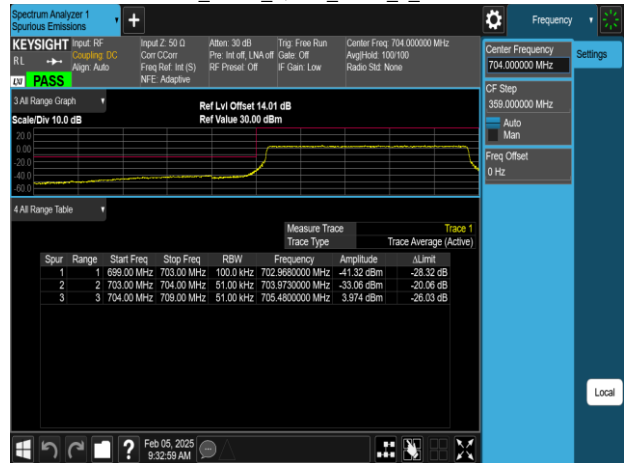 Spectrum Analyzer 1
Spurious Emissions
Frequency
KEYSIGHT Input: RF Input Z: 50 Ω Atten: 30 dB Trig: Free Run Center Freq: 704.000000 MHz
RL Coupling: DC Corr CCorr Pre: Int off, LNA off Gate: Off Avg|Hold: 100/100
Align: Auto Freq Ref: Int (S) RF Presel: Off IF Gain: Low Radio Std: None
NFE: Adaptive
LXI PASS
3 All Range Graph
Ref Lvl Offset 14.01 dB
Scale/Div 10.0 dB Ref Value 30.00 dBm
20.0
0.00
-20.0
-40.0
-60.0
4 All Range Table
Measure Trace Trace 1
Trace Type Trace Average (Active)
Spur Range Start Freq Stop Freq RBW Frequency Amplitude ΔLimit
1 1 699.00 MHz 703.00 MHz 100.0 kHz 702.9680000 MHz -41.32 dBm -28.32 dB
2 2 703.00 MHz 704.00 MHz 51.00 kHz 703.9730000 MHz -33.06 dBm -20.06 dB
3 3 704.00 MHz 709.00 MHz 51.00 kHz 705.4800000 MHz 3.974 dBm -26.03 dB
Center Frequency
704.000000 MHz
Settings
CF Step
359.000000 MHz
Auto
Man
Freq Offset
0 Hz
Local
? Feb 05, 2025
9:32:59 AM